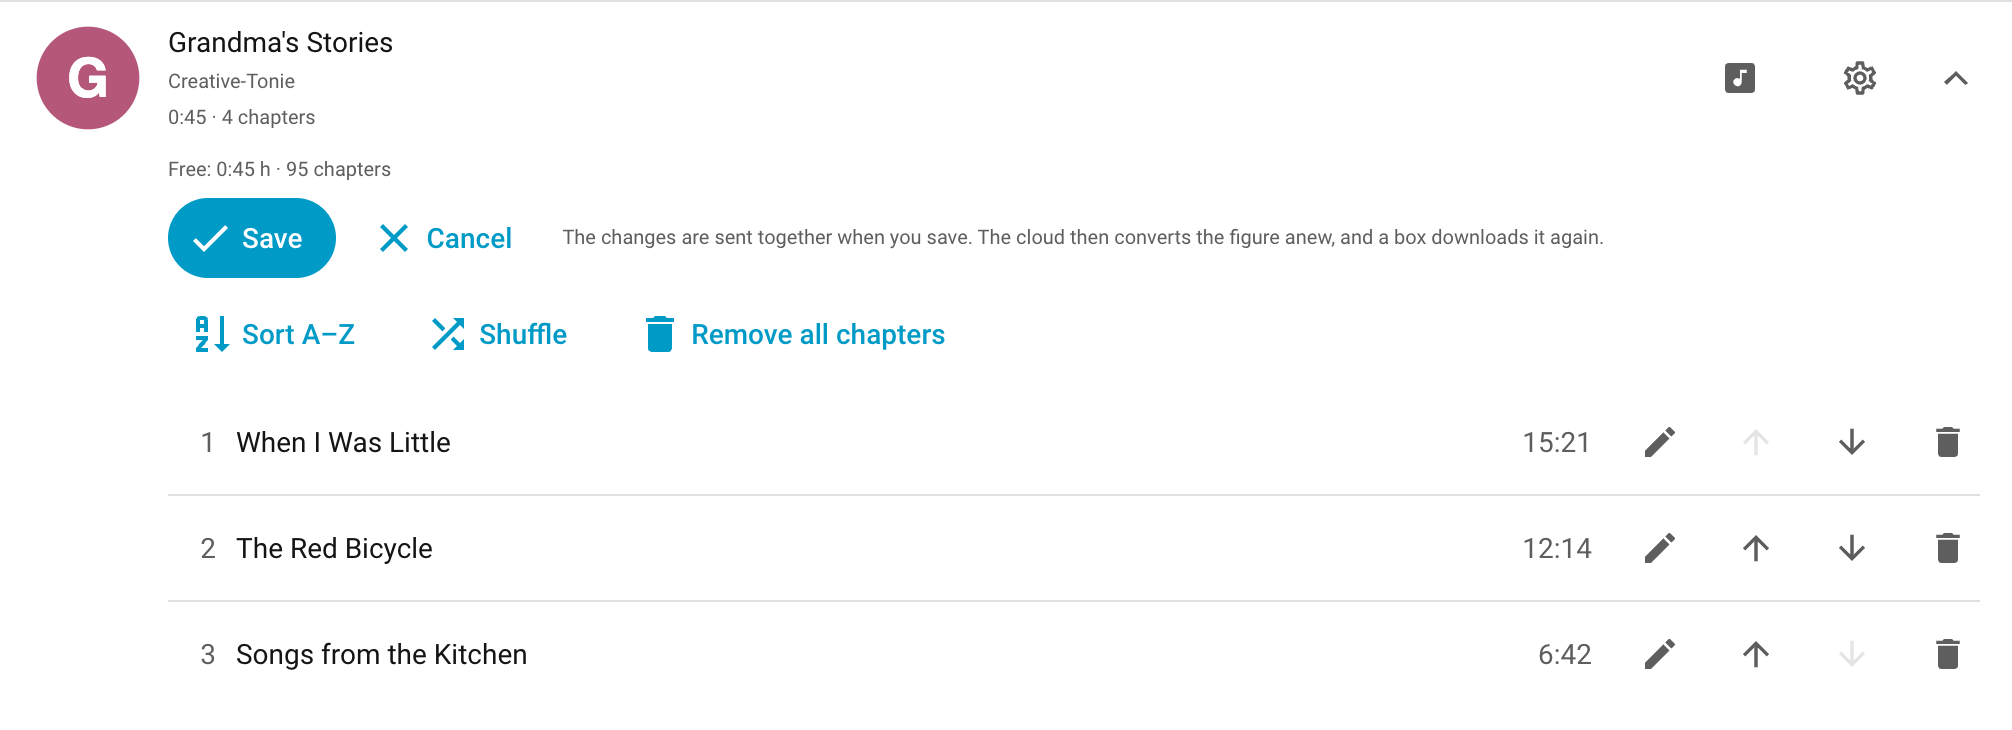 G
Grandma's Stories
Creative-Tonie
0:45 · 4 chapters
Free: 0:45 h · 95 chapters
Save Cancel The changes are sent together when you save. The cloud then converts the figure anew, and a box downloads it again.
Sort A–Z Shuffle Remove all chapters
1 When I Was Little 15:21
2 The Red Bicycle 12:14
3 Songs from the Kitchen 6:42